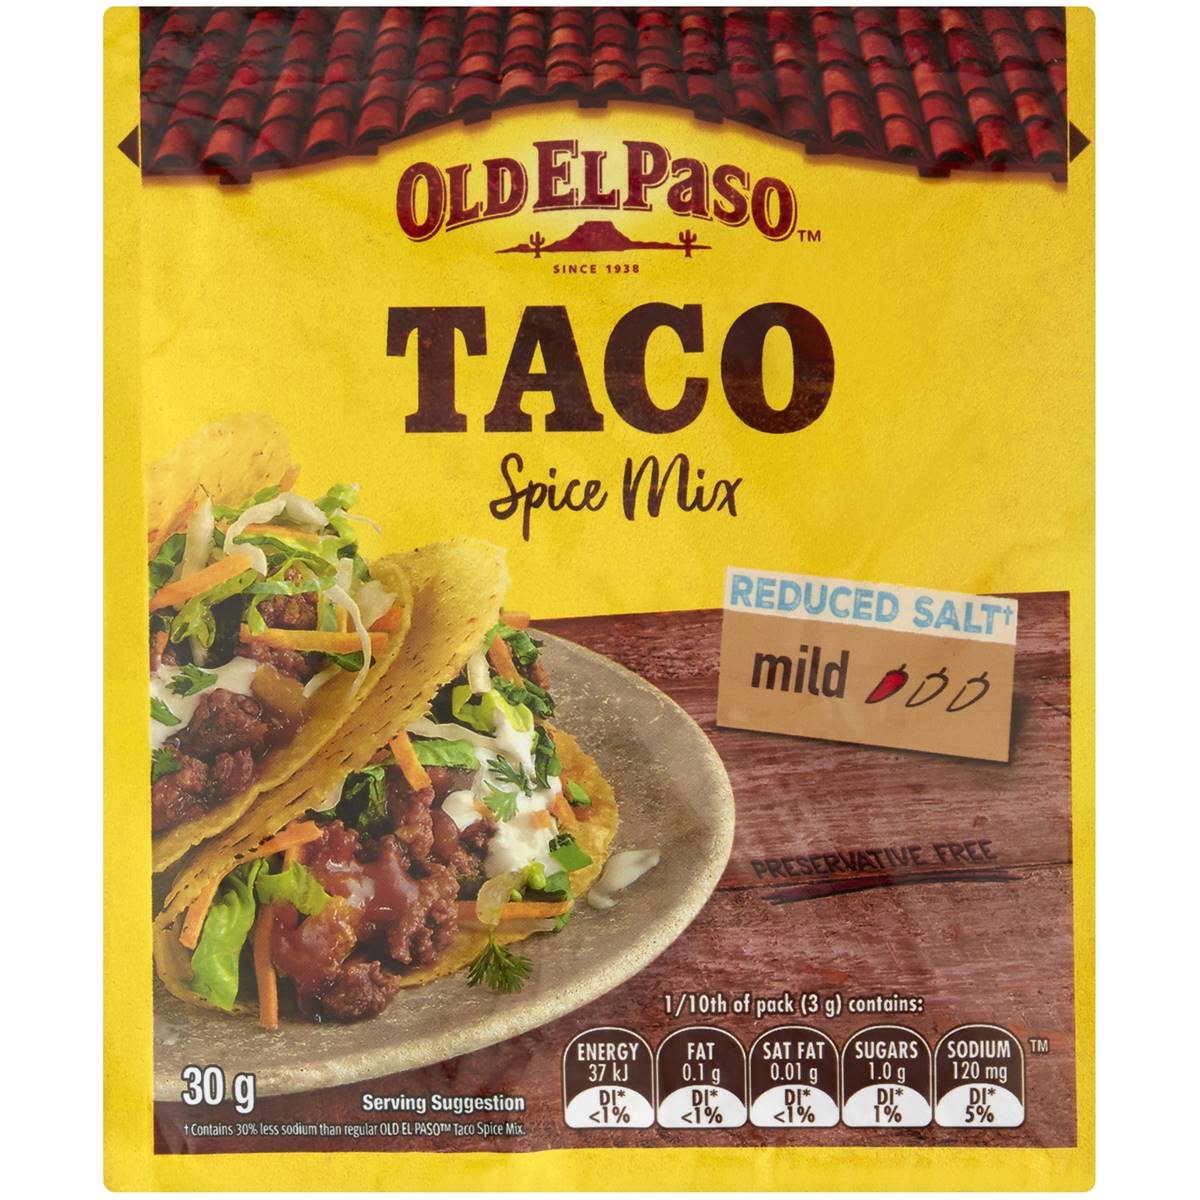 OLD EL PASO™
SINCE 1938
TACO
Spice Mix
REDUCED SALT†
mild
PRESERVATIVE FREE
1/10th of pack (3 g) contains:
ENERGY
37 kJ
DI*
<1%
FAT
0.1 g
DI*
<1%
SAT FAT
0.01 g
DI*
<1%
SUGARS
1.0 g
DI*
1%
SODIUM
120 mg
DI*
5%
TM
30 g
Serving Suggestion
† Contains 30% less sodium than regular OLD EL PASO™ Taco Spice Mix.